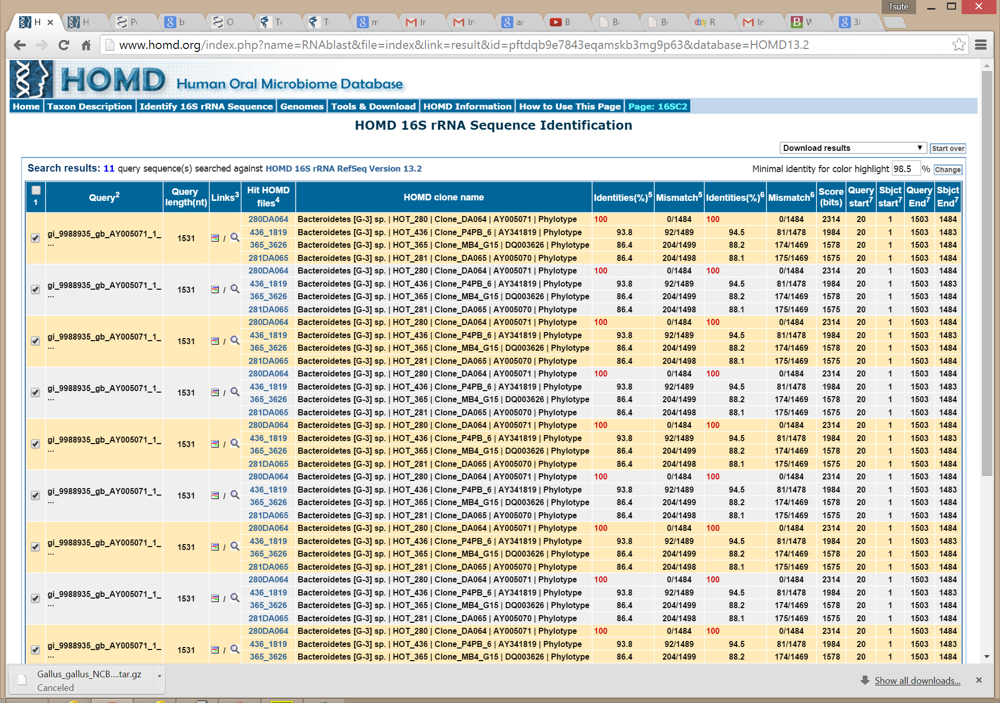 Tsute
H H P b O T T m Ir In a B B B R In W 38
www.homd.org/index.php?name=RNAblast&file=index&link=result&id=pftdqb9e7843eqamskb3mg9p63&database=HOMD13.2
HOMD Human Oral Microbiome Database
Home Taxon Description Identify 16S rRNA Sequence Genomes Tools & Download HOMD Information How to Use This Page Page: 16SC2
HOMD 16S rRNA Sequence Identification
Download results Start over
Search results: 11 query sequence(s) searched against HOMD 16S rRNA RefSeq Version 13.2 Minimal identity for color highlight 98.5 % Change
1 Query2 Query length(nt) Links3 Hit HOMD files4 HOMD clone name Identities(%)5 Mismatch5 Identities(%)6 Mismatch6 Score (bits) Query start7 Sbjct start7 Query End7 Sbjct End7
gi_9988935_gb_AY005071_1_... 1531 /
280DA064 Bacteroidetes [G-3] sp. | HOT_280 | Clone_DA064 | AY005071 | Phylotype 100 0/1484 100 0/1484 2314 20 1 1503 1484
436_1819 Bacteroidetes [G-3] sp. | HOT_436 | Clone_P4PB_6 | AY341819 | Phylotype 93.8 92/1489 94.5 81/1478 1984 20 1 1503 1483
365_3626 Bacteroidetes [G-3] sp. | HOT_365 | Clone_MB4_G15 | DQ003626 | Phylotype 86.4 204/1499 88.2 174/1469 1578 20 1 1503 1484
281DA065 Bacteroidetes [G-3] sp. | HOT_281 | Clone_DA065 | AY005070 | Phylotype 86.4 204/1498 88.1 175/1469 1575 20 1 1503 1484
gi_9988935_gb_AY005071_1_... 1531 /
280DA064 Bacteroidetes [G-3] sp. | HOT_280 | Clone_DA064 | AY005071 | Phylotype 100 0/1484 100 0/1484 2314 20 1 1503 1484
436_1819 Bacteroidetes [G-3] sp. | HOT_436 | Clone_P4PB_6 | AY341819 | Phylotype 93.8 92/1489 94.5 81/1478 1984 20 1 1503 1483
365_3626 Bacteroidetes [G-3] sp. | HOT_365 | Clone_MB4_G15 | DQ003626 | Phylotype 86.4 204/1499 88.2 174/1469 1578 20 1 1503 1484
281DA065 Bacteroidetes [G-3] sp. | HOT_281 | Clone_DA065 | AY005070 | Phylotype 86.4 204/1498 88.1 175/1469 1575 20 1 1503 1484
gi_9988935_gb_AY005071_1_... 1531 /
280DA064 Bacteroidetes [G-3] sp. | HOT_280 | Clone_DA064 | AY005071 | Phylotype 100 0/1484 100 0/1484 2314 20 1 1503 1484
436_1819 Bacteroidetes [G-3] sp. | HOT_436 | Clone_P4PB_6 | AY341819 | Phylotype 93.8 92/1489 94.5 81/1478 1984 20 1 1503 1483
365_3626 Bacteroidetes [G-3] sp. | HOT_365 | Clone_MB4_G15 | DQ003626 | Phylotype 86.4 204/1499 88.2 174/1469 1578 20 1 1503 1484
281DA065 Bacteroidetes [G-3] sp. | HOT_281 | Clone_DA065 | AY005070 | Phylotype 86.4 204/1498 88.1 175/1469 1575 20 1 1503 1484
gi_9988935_gb_AY005071_1_... 1531 /
280DA064 Bacteroidetes [G-3] sp. | HOT_280 | Clone_DA064 | AY005071 | Phylotype 100 0/1484 100 0/1484 2314 20 1 1503 1484
436_1819 Bacteroidetes [G-3] sp. | HOT_436 | Clone_P4PB_6 | AY341819 | Phylotype 93.8 92/1489 94.5 81/1478 1984 20 1 1503 1483
365_3626 Bacteroidetes [G-3] sp. | HOT_365 | Clone_MB4_G15 | DQ003626 | Phylotype 86.4 204/1499 88.2 174/1469 1578 20 1 1503 1484
281DA065 Bacteroidetes [G-3] sp. | HOT_281 | Clone_DA065 | AY005070 | Phylotype 86.4 204/1498 88.1 175/1469 1575 20 1 1503 1484
gi_9988935_gb_AY005071_1_... 1531 /
280DA064 Bacteroidetes [G-3] sp. | HOT_280 | Clone_DA064 | AY005071 | Phylotype 100 0/1484 100 0/1484 2314 20 1 1503 1484
436_1819 Bacteroidetes [G-3] sp. | HOT_436 | Clone_P4PB_6 | AY341819 | Phylotype 93.8 92/1489 94.5 81/1478 1984 20 1 1503 1483
365_3626 Bacteroidetes [G-3] sp. | HOT_365 | Clone_MB4_G15 | DQ003626 | Phylotype 86.4 204/1499 88.2 174/1469 1578 20 1 1503 1484
281DA065 Bacteroidetes [G-3] sp. | HOT_281 | Clone_DA065 | AY005070 | Phylotype 86.4 204/1498 88.1 175/1469 1575 20 1 1503 1484
gi_9988935_gb_AY005071_1_... 1531 /
280DA064 Bacteroidetes [G-3] sp. | HOT_280 | Clone_DA064 | AY005071 | Phylotype 100 0/1484 100 0/1484 2314 20 1 1503 1484
436_1819 Bacteroidetes [G-3] sp. | HOT_436 | Clone_P4PB_6 | AY341819 | Phylotype 93.8 92/1489 94.5 81/1478 1984 20 1 1503 1483
365_3626 Bacteroidetes [G-3] sp. | HOT_365 | Clone_MB4_G15 | DQ003626 | Phylotype 86.4 204/1499 88.2 174/1469 1578 20 1 1503 1484
281DA065 Bacteroidetes [G-3] sp. | HOT_281 | Clone_DA065 | AY005070 | Phylotype 86.4 204/1498 88.1 175/1469 1575 20 1 1503 1484
gi_9988935_gb_AY005071_1_... 1531 /
280DA064 Bacteroidetes [G-3] sp. | HOT_280 | Clone_DA064 | AY005071 | Phylotype 100 0/1484 100 0/1484 2314 20 1 1503 1484
436_1819 Bacteroidetes [G-3] sp. | HOT_436 | Clone_P4PB_6 | AY341819 | Phylotype 93.8 92/1489 94.5 81/1478 1984 20 1 1503 1483
365_3626 Bacteroidetes [G-3] sp. | HOT_365 | Clone_MB4_G15 | DQ003626 | Phylotype 86.4 204/1499 88.2 174/1469 1578 20 1 1503 1484
281DA065 Bacteroidetes [G-3] sp. | HOT_281 | Clone_DA065 | AY005070 | Phylotype 86.4 204/1498 88.1 175/1469 1575 20 1 1503 1484
gi_9988935_gb_AY005071_1_... 1531 /
280DA064 Bacteroidetes [G-3] sp. | HOT_280 | Clone_DA064 | AY005071 | Phylotype 100 0/1484 100 0/1484 2314 20 1 1503 1484
436_1819 Bacteroidetes [G-3] sp. | HOT_436 | Clone_P4PB_6 | AY341819 | Phylotype 93.8 92/1489 94.5 81/1478 1984 20 1 1503 1483
365_3626 Bacteroidetes [G-3] sp. | HOT_365 | Clone_MB4_G15 | DQ003626 | Phylotype 86.4 204/1499 88.2 174/1469 1578 20 1 1503 1484
281DA065 Bacteroidetes [G-3] sp. | HOT_281 | Clone_DA065 | AY005070 | Phylotype 86.4 204/1498 88.1 175/1469 1575 20 1 1503 1484
gi_9988935_gb_AY005071_1_... 1531 /
280DA064 Bacteroidetes [G-3] sp. | HOT_280 | Clone_DA064 | AY005071 | Phylotype 100 0/1484 100 0/1484 2314 20 1 1503 1484
436_1819 Bacteroidetes [G-3] sp. | HOT_436 | Clone_P4PB_6 | AY341819 | Phylotype 93.8 92/1489 94.5 81/1478 1984 20 1 1503 1483
365_3626 Bacteroidetes [G-3] sp. | HOT_365 | Clone_MB4_G15 | DQ003626 | Phylotype 86.4 204/1499 88.2 174/1469 1578 20 1 1503 1484
Gallus_gallus_NCB....tar.gz
Canceled
Show all downloads...